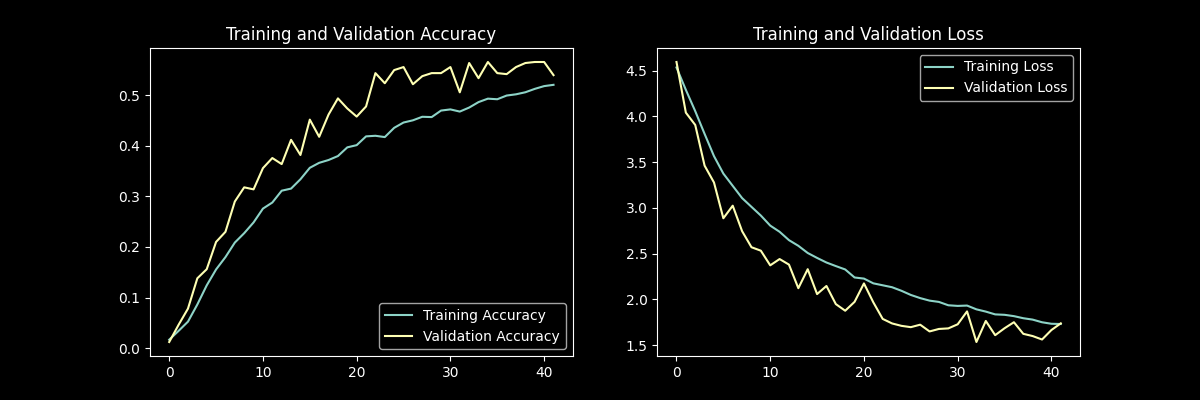 Training and Validation Accuracy
0.5
0.4
0.3
0.2
0.1
0.0
0 10 20 30 40
Training Accuracy
Validation Accuracy
Training and Validation Loss
4.5
4.0
3.5
3.0
2.5
2.0
1.5
0 10 20 30 40
Training Loss
Validation Loss